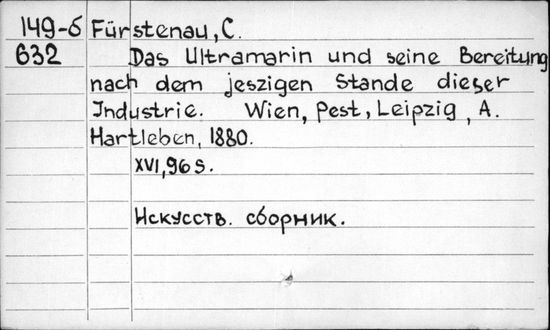 149-б Fürstenau, C.
632 Das Ultramarin und seine Bereitung
nach dem jeszigen Stande dieser
Industrie. Wien, Pest, Leipzig, A.
Hartleben, 1880.
XVI, 96 S.
Искусств. сборник.